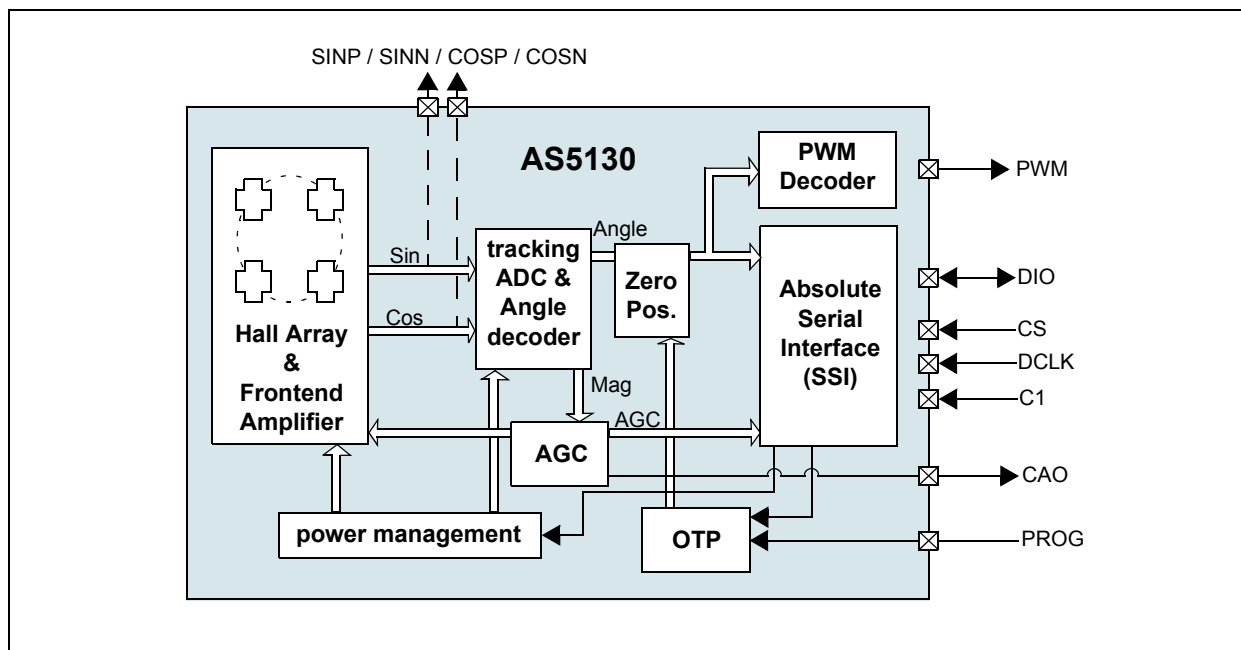 SINP / SINN / COSP / COSN
AS5130
PWM
Decoder
PWM
Hall Array
&
Frontend
Amplifier
Sin
Cos
tracking
ADC &
Angle
decoder
Angle
Zero
Pos.
Absolute
Serial
Interface
(SSI)
DIO
CS
DCLK
C1
Mag
AGC
AGC
CAO
power management
OTP
PROG